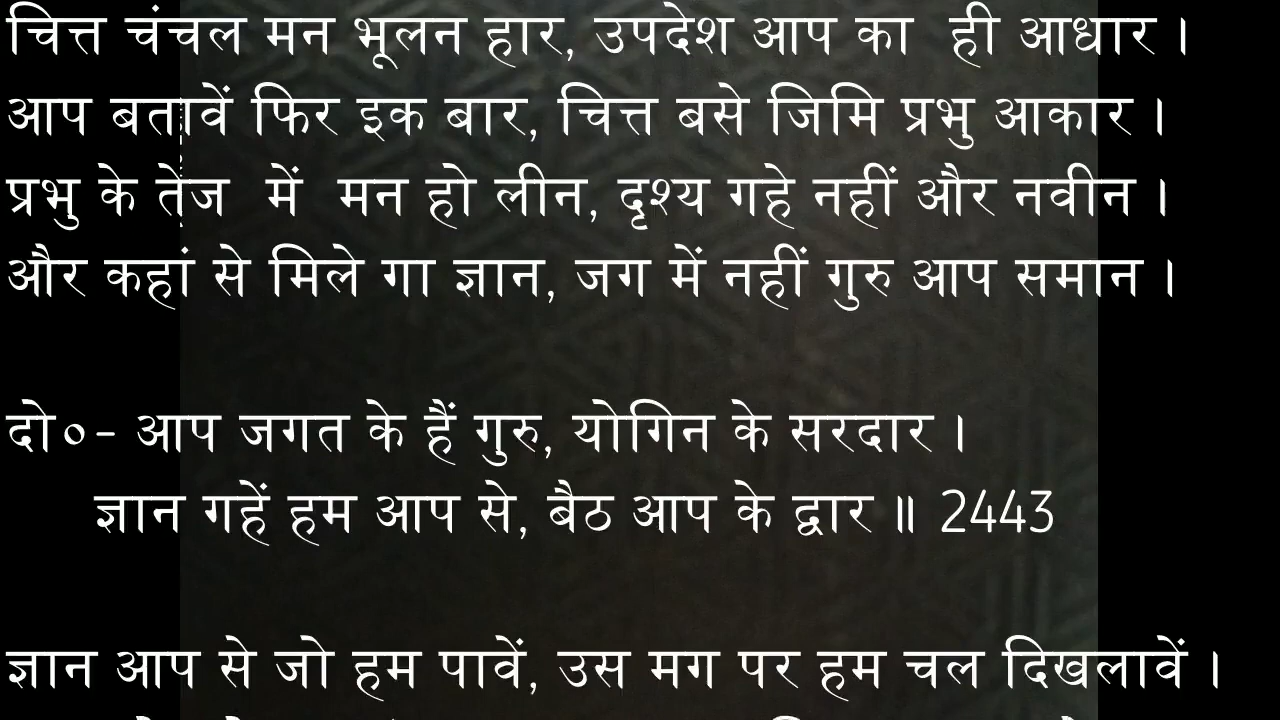 चित्त चंचल मन भूलन हार, उपदेश आप का ही आधार ।
आप बतावें फिर इक बार, चित्त बसे जिमि प्रभु आकार ।
प्रभु के तेज में मन हो लीन, दृश्य गहे नहीं और नवीन ।
और कहां से मिले गा ज्ञान, जग में नहीं गुरु आप समान ।
दो०- आप जगत के हैं गुरु, योगिन के सरदार ।
ज्ञान गहें हम आप से, बैठ आप के द्वार ॥ 2443
ज्ञान आप से जो हम पावें, उस मग पर हम चल दिखलावें ।